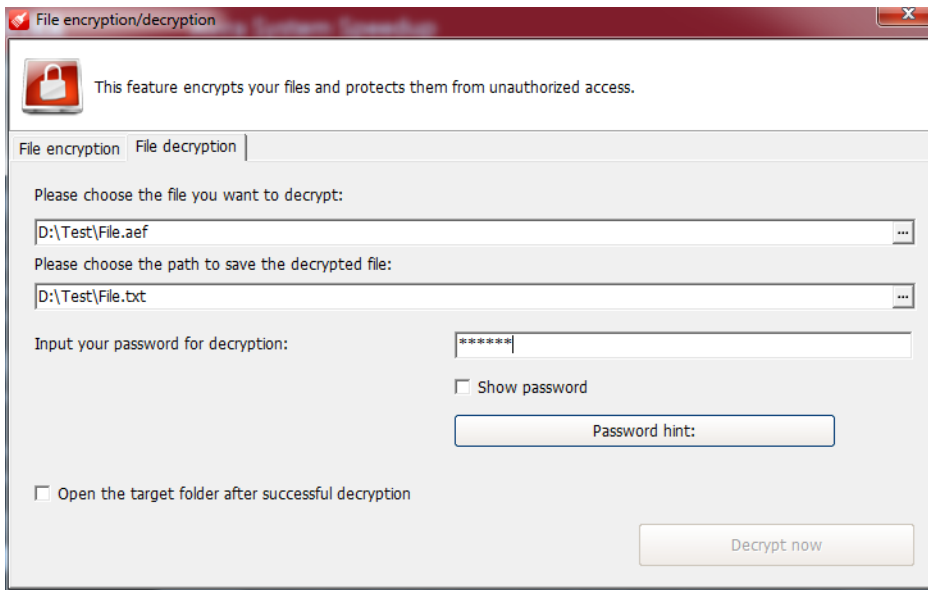 File encryption/decryption
System Speedup
This feature encrypts your files and protects them from unauthorized access.
File encryption File decryption
Please choose the file you want to decrypt:
D:\Test\File.aef ...
Please choose the path to save the decrypted file:
D:\Test\File.txt ...
Input your password for decryption: ******
Show password
Password hint:
Open the target folder after successful decryption
Decrypt now